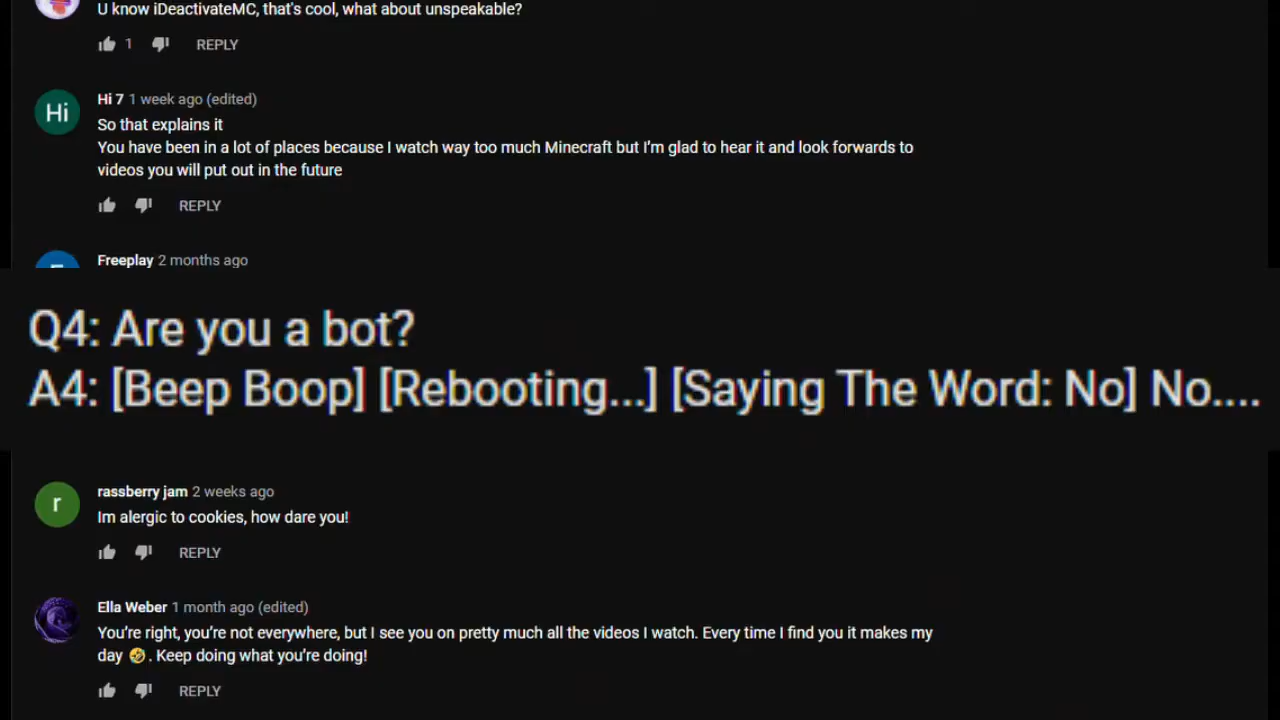 U know iDeactivateMC, that's cool, what about unspeakable?
1 REPLY
Hi
Hi 7 1 week ago (edited)
So that explains it
You have been in a lot of places because I watch way too much Minecraft but I'm glad to hear it and look forwards to
videos you will put out in the future
REPLY
Freeplay 2 months ago
Q4: Are you a bot?
A4: [Beep Boop] [Rebooting...] [Saying The Word: No] No....
r
rassberry jam 2 weeks ago
Im alergic to cookies, how dare you!
REPLY
Ella Weber 1 month ago (edited)
You're right, you're not everywhere, but I see you on pretty much all the videos I watch. Every time I find you it makes my
day 🤣. Keep doing what you're doing!
REPLY